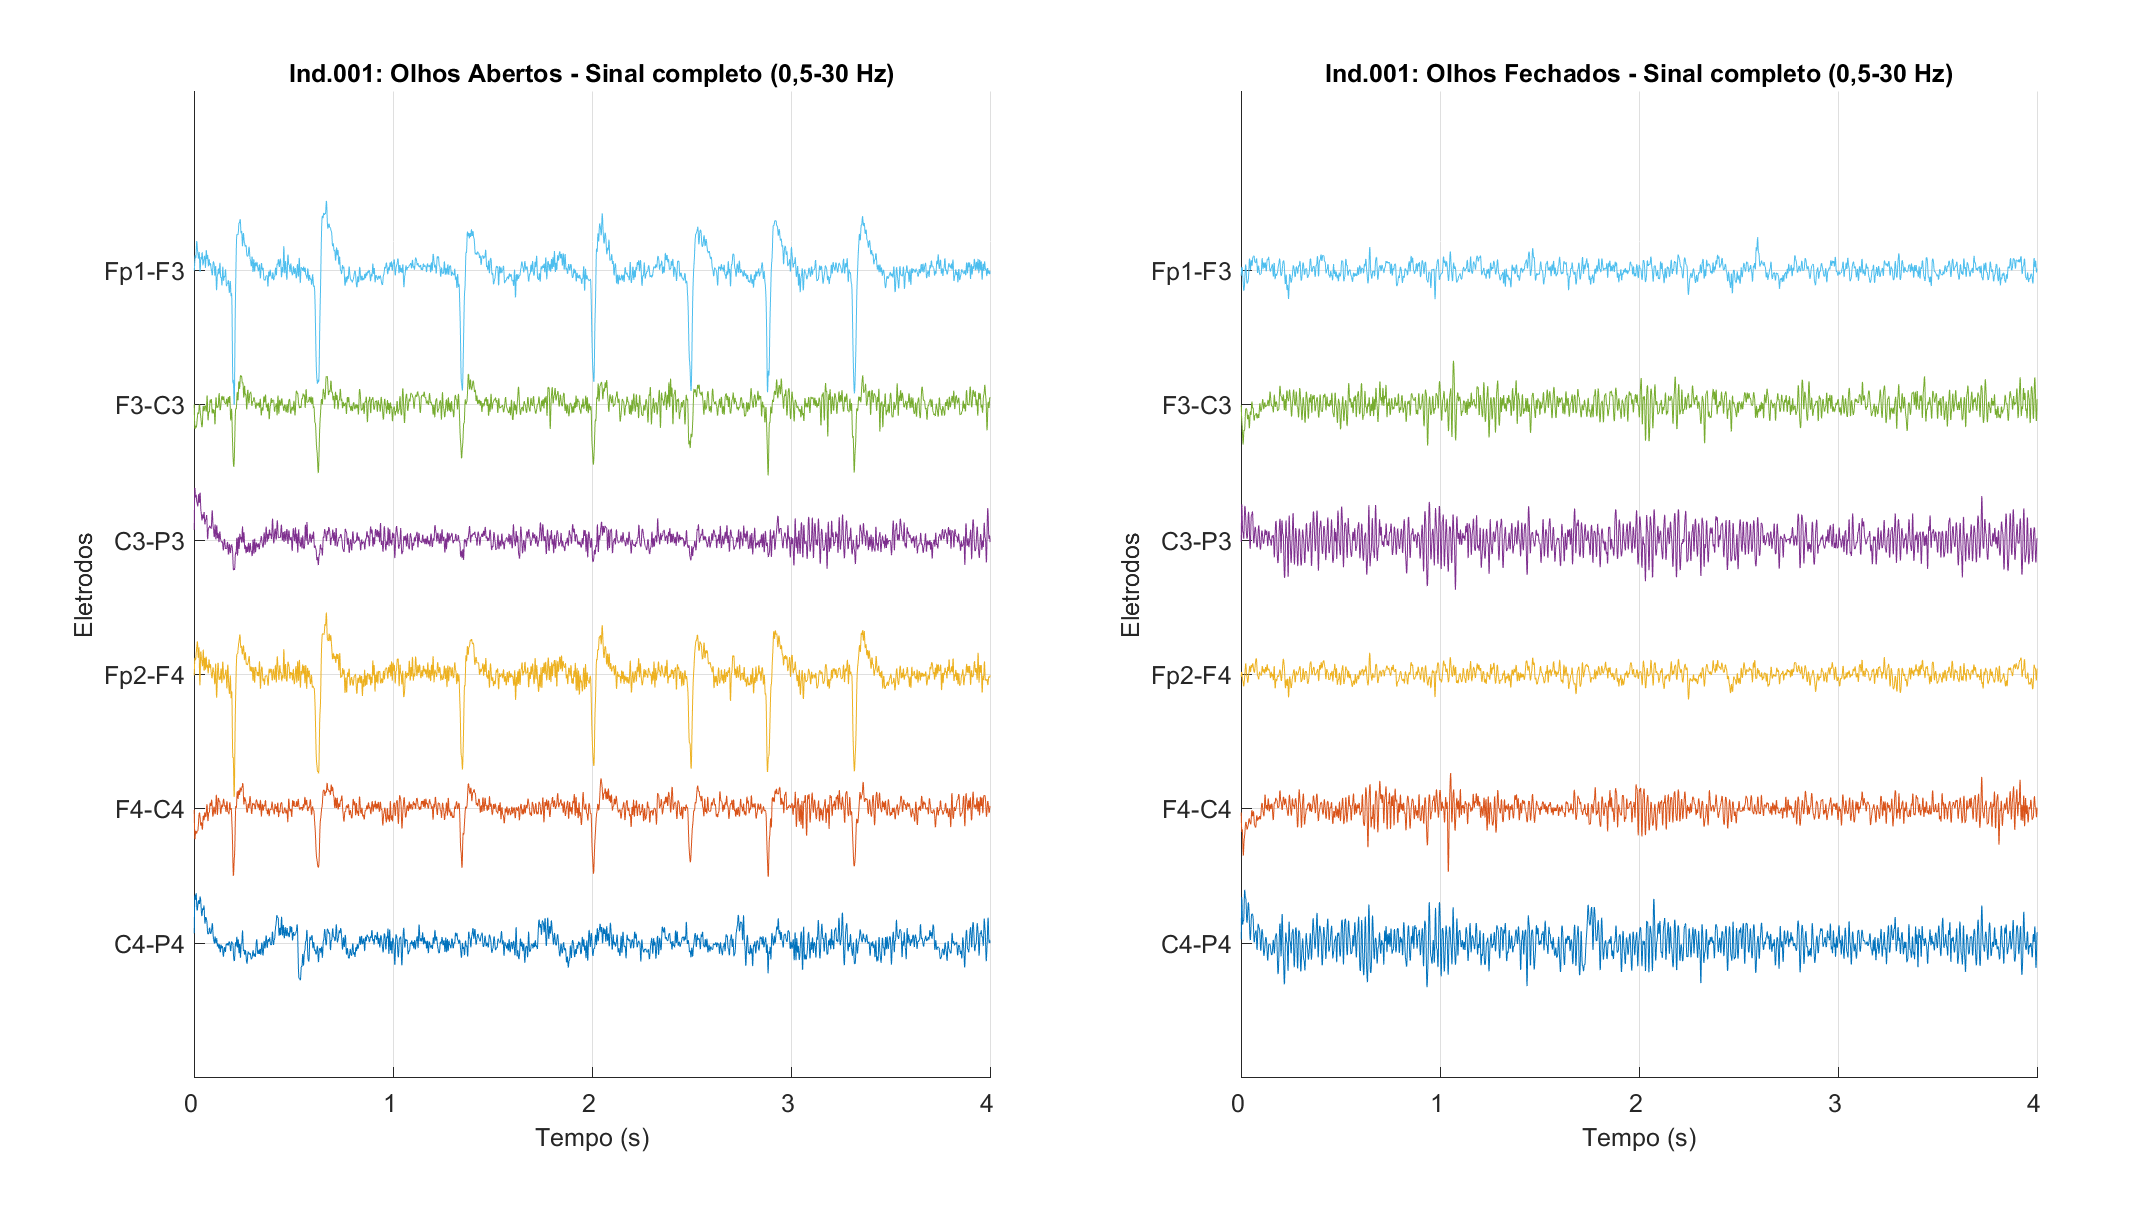 Ind.001: Olhos Abertos - Sinal completo (0,5-30 Hz)
Eletrodos
Fp1-F3
F3-C3
C3-P3
Fp2-F4
F4-C4
C4-P4
0 1 2 3 4
Tempo (s)
Ind.001: Olhos Fechados - Sinal completo (0,5-30 Hz)
Eletrodos
Fp1-F3
F3-C3
C3-P3
Fp2-F4
F4-C4
C4-P4
0 1 2 3 4
Tempo (s)